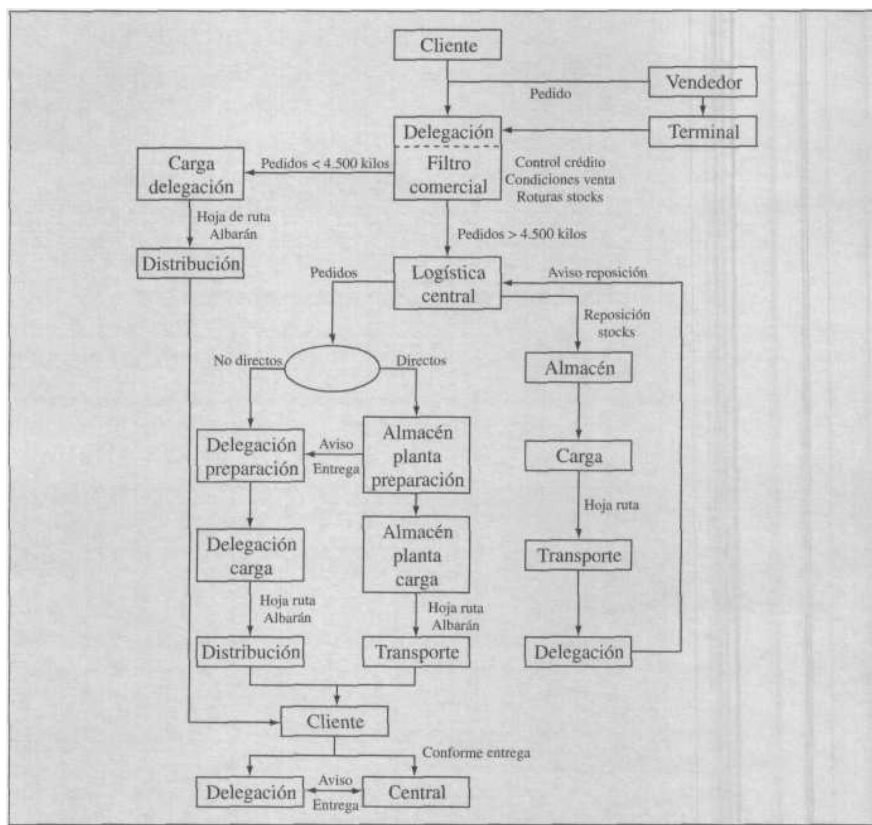 Cliente
Pedido
Vendedor
Terminal
Delegación
Filtro
comercial
Control crédito
Condiciones venta
Roturas stocks
Pedidos < 4.500 kilos
Carga
delegación
Hoja de ruta
Albarán
Distribución
Pedidos > 4.500 kilos
Logística
central
Pedidos
Aviso reposición
Reposición
stocks
No directos
Directos
Almacén
Delegación
preparación
Aviso
Entrega
Almacén
planta
preparación
Carga
Hoja ruta
Delegación
carga
Almacén
planta
carga
Transporte
Hoja ruta
Albarán
Hoja ruta
Albarán
Distribución
Transporte
Delegación
Cliente
Conforme entrega
Delegación
Aviso
Entrega
Central